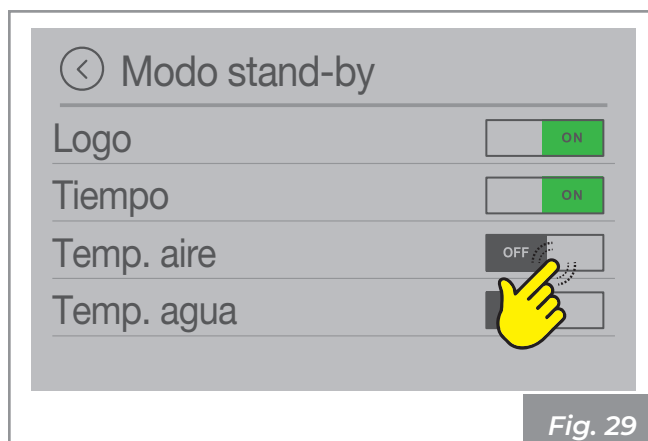 Modo stand-by
Logo ON
Tiempo ON
Temp. aire OFF
Temp. agua
Fig. 29